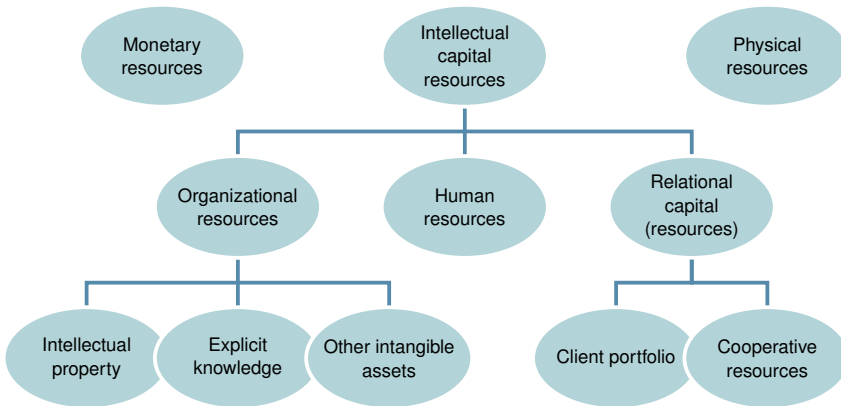 Monetary
resources
Intellectual
capital
resources
Physical
resources
Organizational
resources
Human
resources
Relational
capital
(resources)
Intellectual
property
Explicit
knowledge
Other intangible
assets
Client portfolio
Cooperative
resources